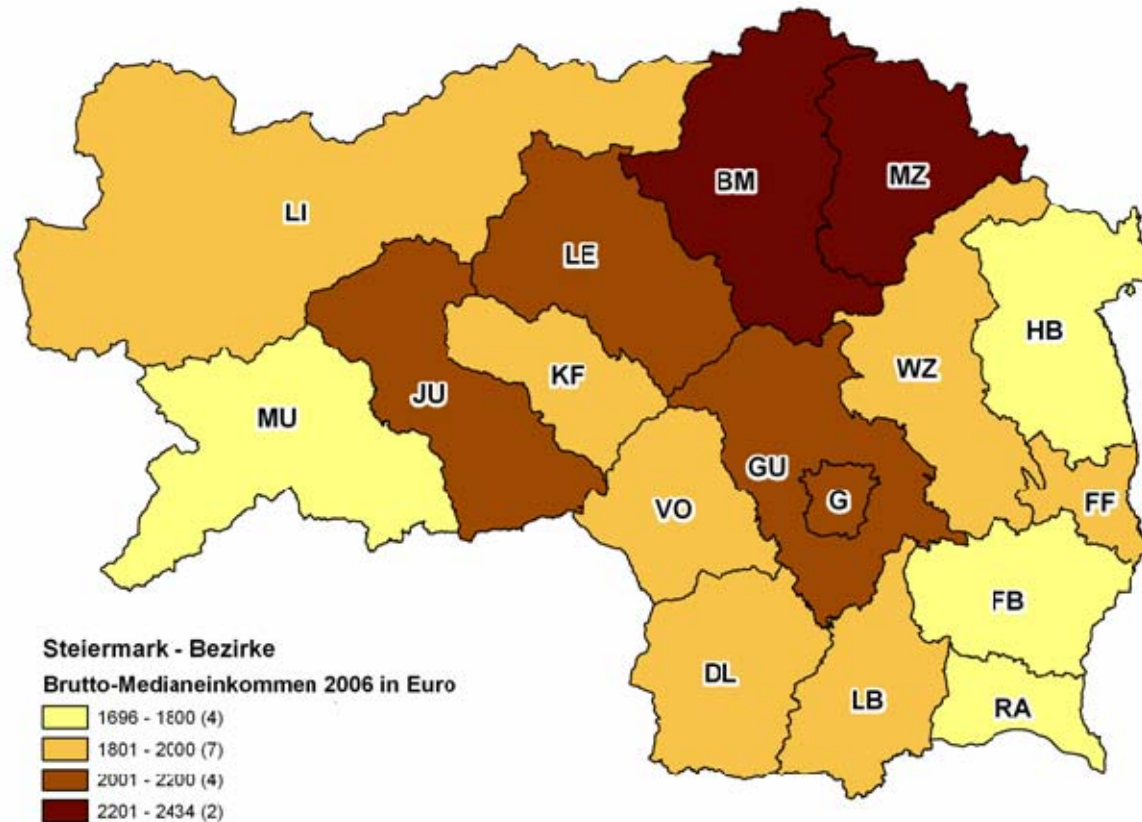 BM
MZ
LI
LE
HB
WZ
KF
JU
MU
GU
G
VO
FF
FB
DL
LB
RA
Steiermark - Bezirke
Brutto-Medianeinkommen 2006 in Euro
1696 - 1800 (4)
1801 - 2000 (7)
2001 - 2200 (4)
2201 - 2434 (2)